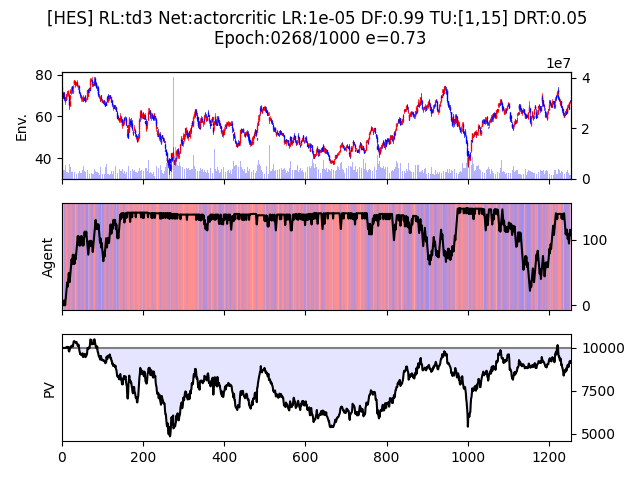 [HES] RL:td3 Net:actorcritic LR:1e-05 DF:0.99 TU:[1,15] DRT:0.05
Epoch:0268/1000 e=0.73
1e7
80
60
40
Env.
4
2
0
Agent
100
0
PV
10000
7500
5000
0 200 400 600 800 1000 1200